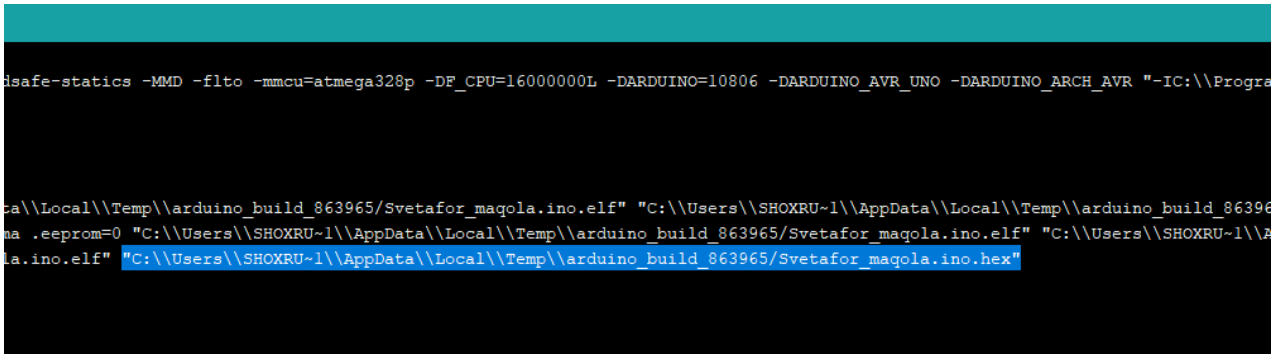 dsafe-statics -MMD -flto -mmcu=atmega328p -DF_CPU=16000000L -DARDUINO=10806 -DARDUINO_AVR_UNO -DARDUINO_ARCH_AVR "-IC:\\Progra
ta\\Local\\Temp\\arduino_build_863965/Svetafor_maqola.ino.elf" "C:\\Users\\SHOXRU~1\\AppData\\Local\\Temp\\arduino_build_86396
ma .eeprom=0 "C:\\Users\\SHOXRU~1\\AppData\\Local\\Temp\\arduino_build_863965/Svetafor_maqola.ino.elf" "C:\\Users\\SHOXRU~1\\A
la.ino.elf" "C:\\Users\\SHOXRU~1\\AppData\\Local\\Temp\\arduino_build_863965/Svetafor_maqola.ino.hex"